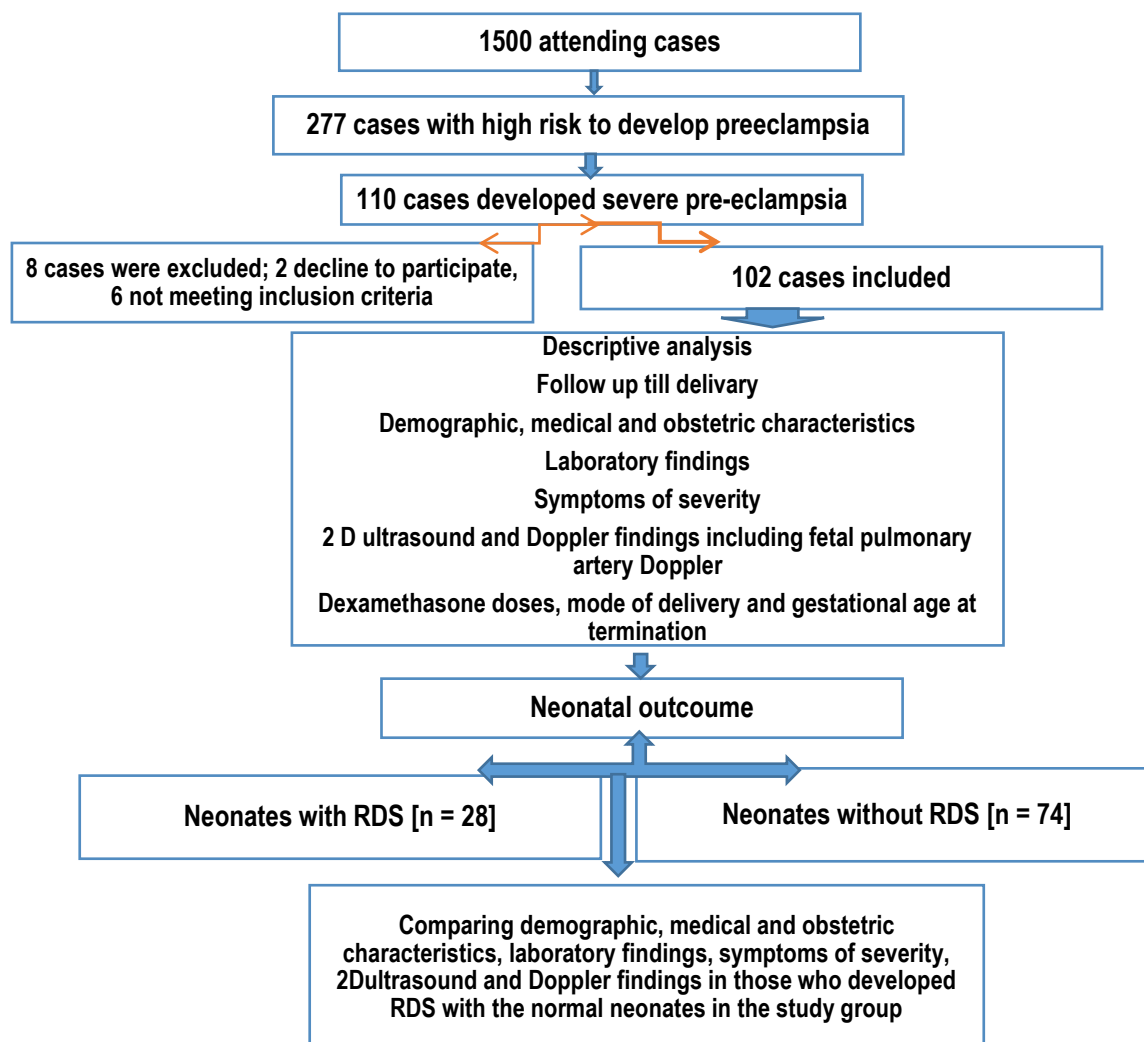 1500 attending cases
277 cases with high risk to develop preeclampsia
110 cases developed severe pre-eclampsia
8 cases were excluded; 2 decline to participate,
6 not meeting inclusion criteria
102 cases included
Descriptive analysis
Follow up till delivary
Demographic, medical and obstetric characteristics
Laboratory findings
Symptoms of severity
2 D ultrasound and Doppler findings including fetal pulmonary
artery Doppler
Dexamethasone doses, mode of delivery and gestational age at
termination
Neonatal outcoume
Neonates with RDS [n = 28]
Neonates without RDS [n = 74]
Comparing demographic, medical and obstetric
characteristics, laboratory findings, symptoms of severity,
2Dultrasound and Doppler findings in those who developed
RDS with the normal neonates in the study group